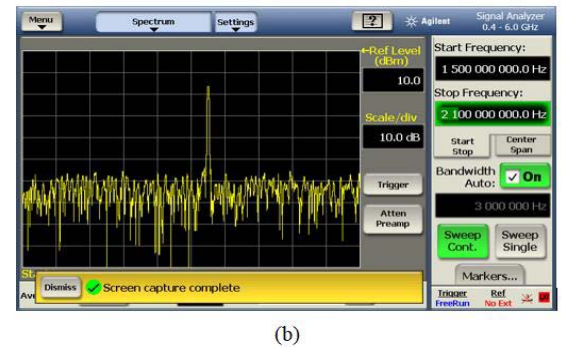 Menu
Spectrum
Settings
?
Agilent
Signal Analyzer
0.4 - 6.0 GHz
Ref Level
(dBm)
10.0
Scale/div
10.0 dB
Trigger
Atten
Preamp
Start Frequency:
1 500 000 000.0 Hz
Stop Frequency:
2 100 000 000.0 Hz
Start
Stop
Center
Span
Bandwidth
Auto:
On
3 000 000 Hz
Sweep
Cont.
Sweep
Single
Markers...
Trigger
FreeRun
Ref
No Ext
Dismiss
Screen capture complete
(b)